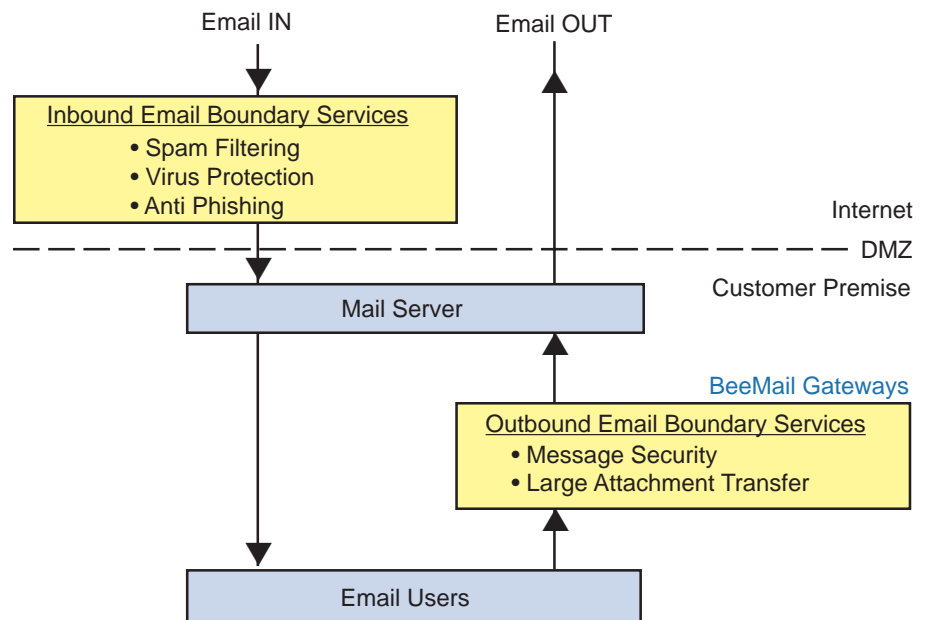 Email IN
Email OUT
Inbound Email Boundary Services
• Spam Filtering
• Virus Protection
• Anti Phishing
Internet
DMZ
Customer Premise
Mail Server
BeeMail Gateways
Outbound Email Boundary Services
• Message Security
• Large Attachment Transfer
Email Users